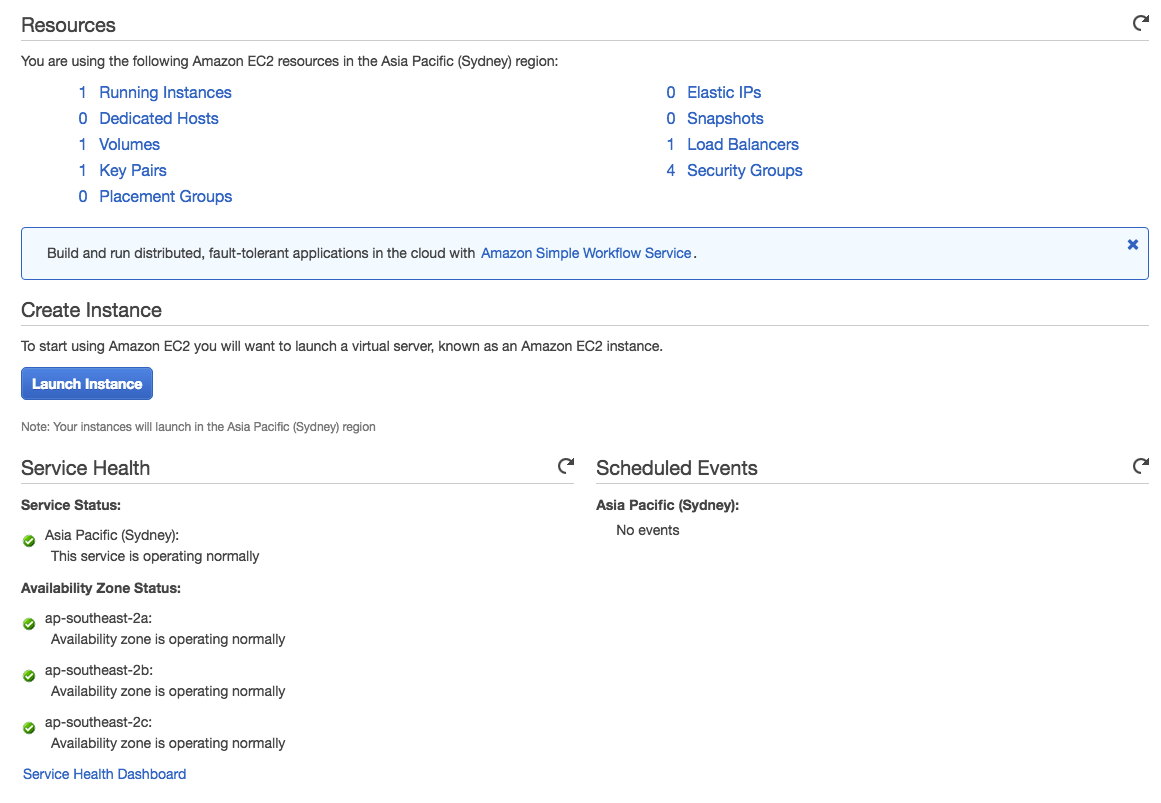 Resources
You are using the following Amazon EC2 resources in the Asia Pacific (Sydney) region:
1 Running Instances
0 Dedicated Hosts
1 Volumes
1 Key Pairs
0 Placement Groups
0 Elastic IPs
0 Snapshots
1 Load Balancers
4 Security Groups
Build and run distributed, fault-tolerant applications in the cloud with Amazon Simple Workflow Service.
Create Instance
To start using Amazon EC2 you will want to launch a virtual server, known as an Amazon EC2 instance.
Launch Instance
Note: Your instances will launch in the Asia Pacific (Sydney) region
Service Health
Service Status:
Asia Pacific (Sydney):
This service is operating normally
Availability Zone Status:
ap-southeast-2a:
Availability zone is operating normally
ap-southeast-2b:
Availability zone is operating normally
ap-southeast-2c:
Availability zone is operating normally
Service Health Dashboard
Scheduled Events
Asia Pacific (Sydney):
No events